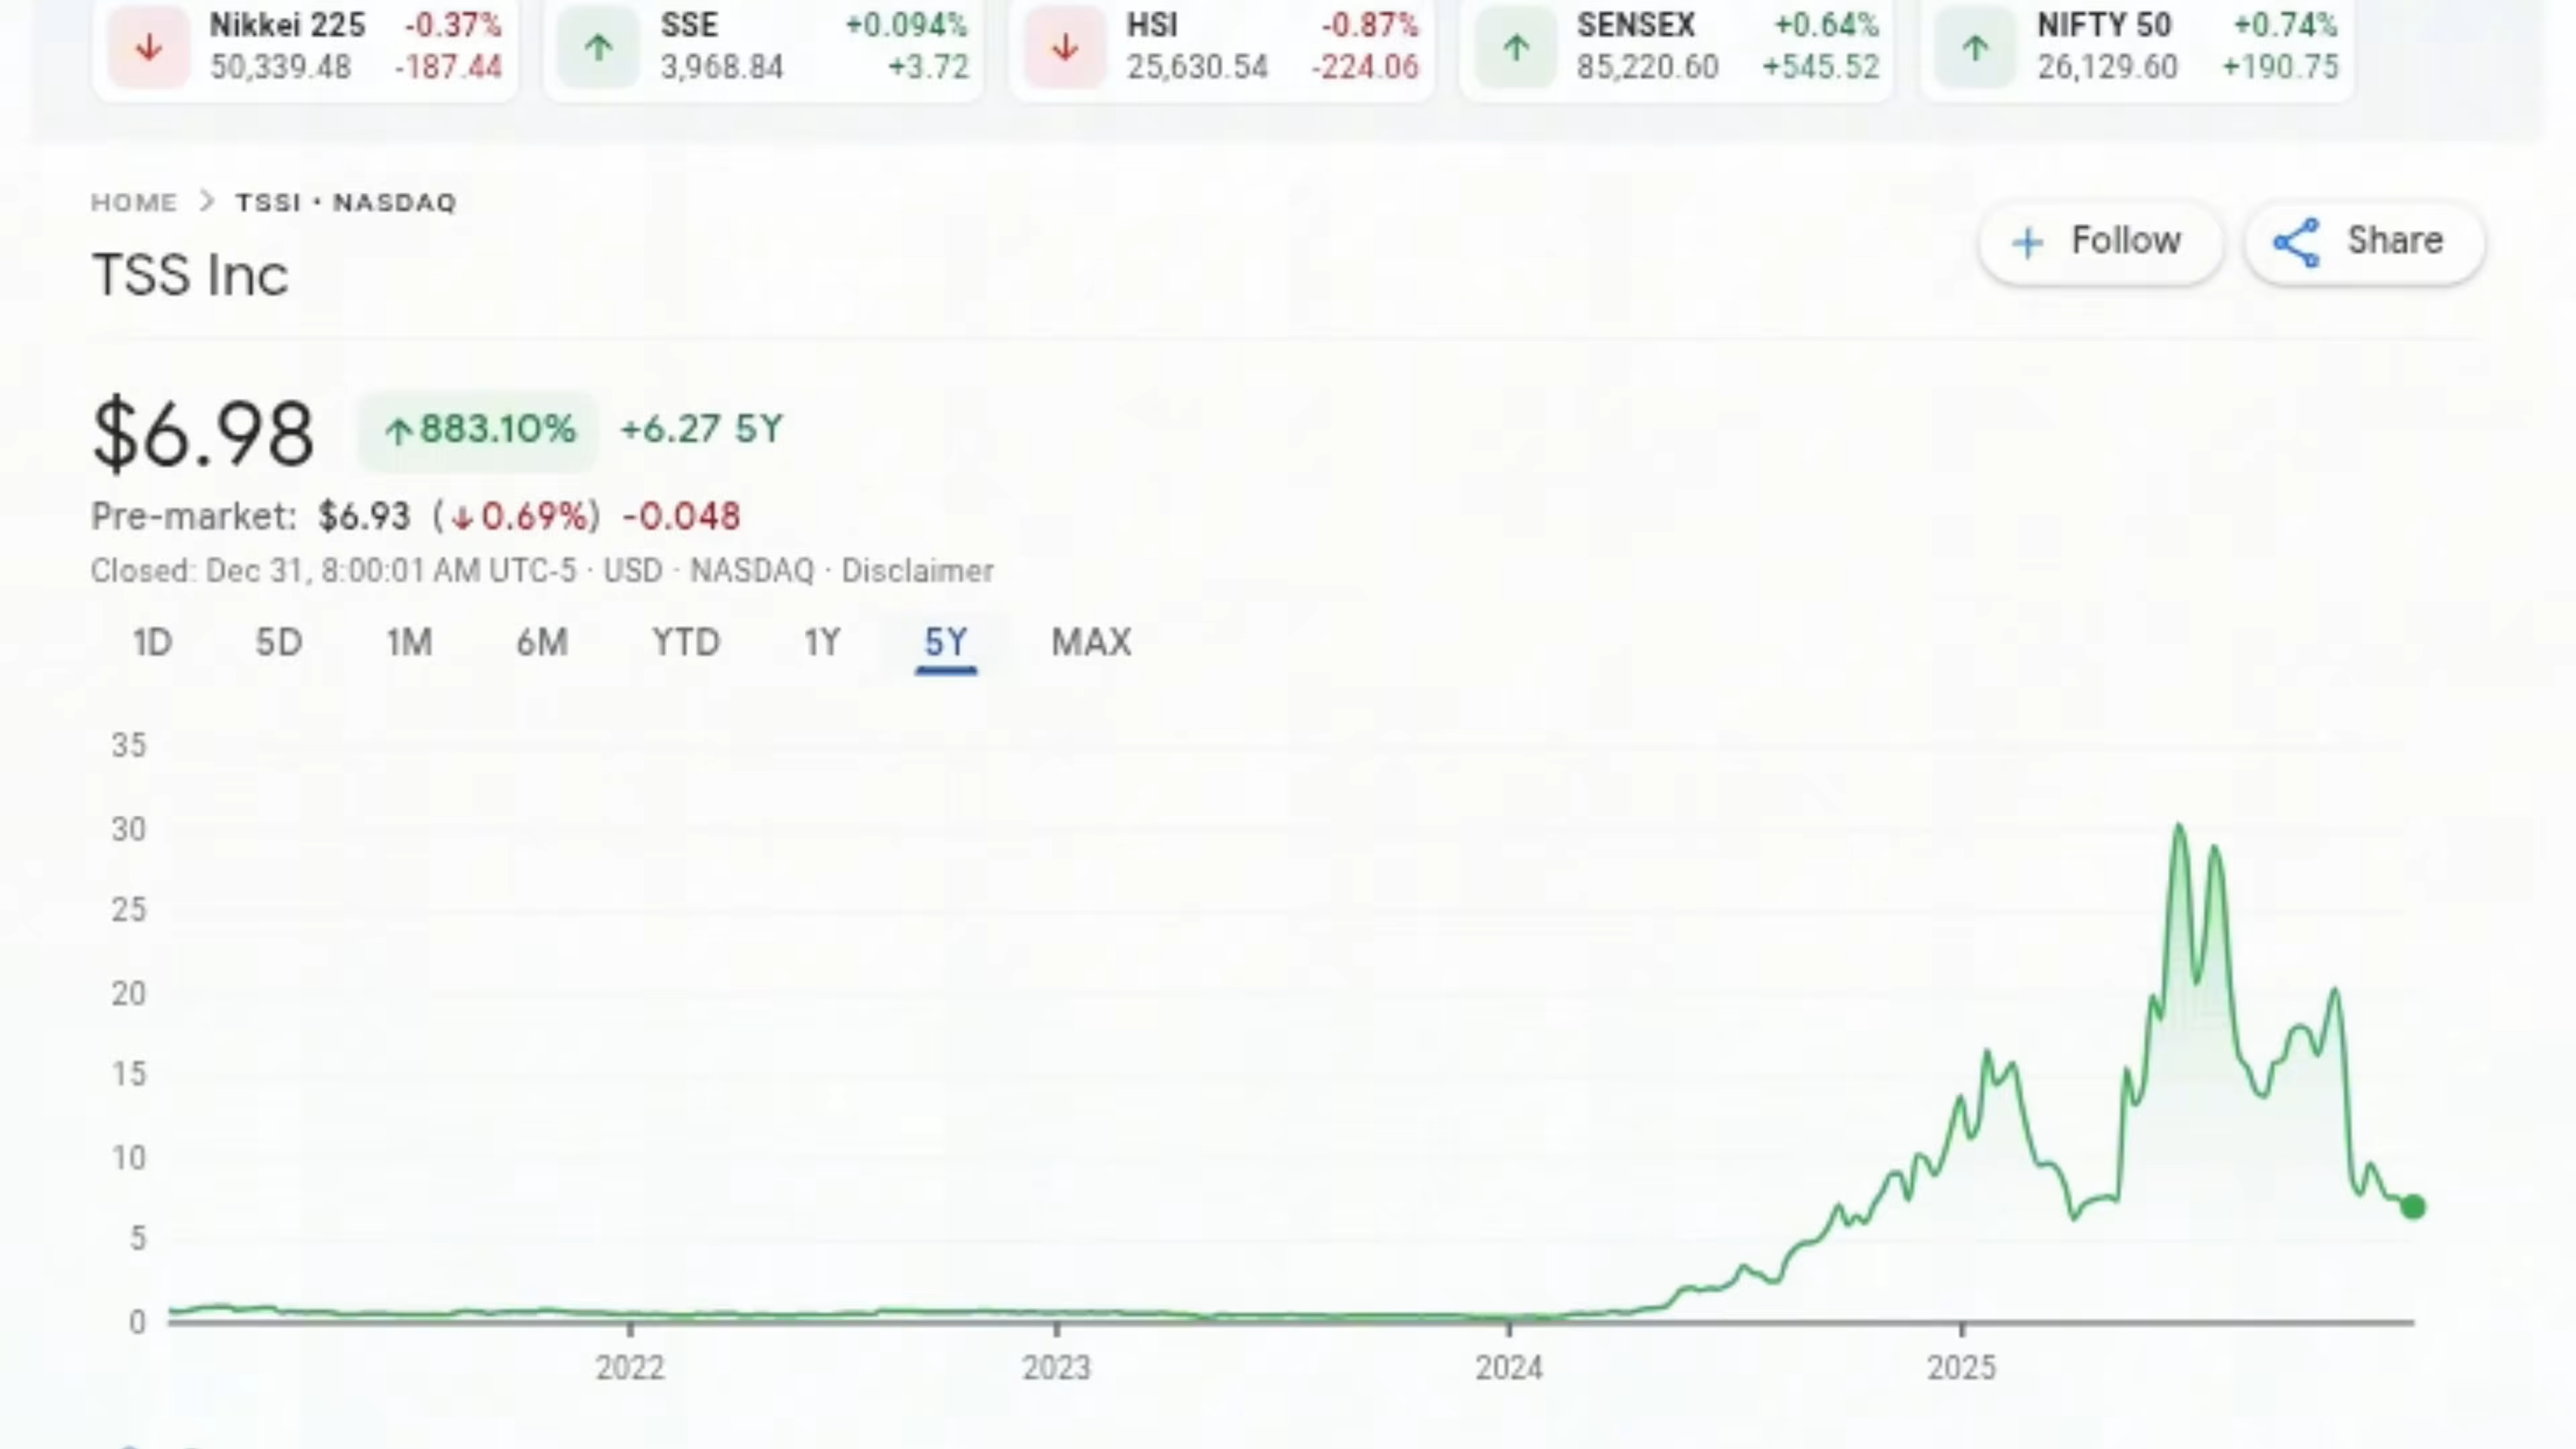 Nikkei 225 -0.37% SSE +0.094% HSI -0.87% SENSEX +0.64% NIFTY 50 +0.74%
50,339.48 -187.44 3,968.84 +3.72 25,630.54 -224.06 85,220.60 +545.52 26,129.60 +190.75
HOME > TSSI • NASDAQ
TSS Inc
Follow Share
$6.98 ↑883.10% +6.27 5Y
Pre-market: $6.93 (↓0.69%) -0.048
Closed: Dec 31, 8:00:01 AM UTC-5 · USD · NASDAQ · Disclaimer
1D 5D 1M 6M YTD 1Y 5Y MAX
35
30
25
20
15
10
5
0
2022 2023 2024 2025